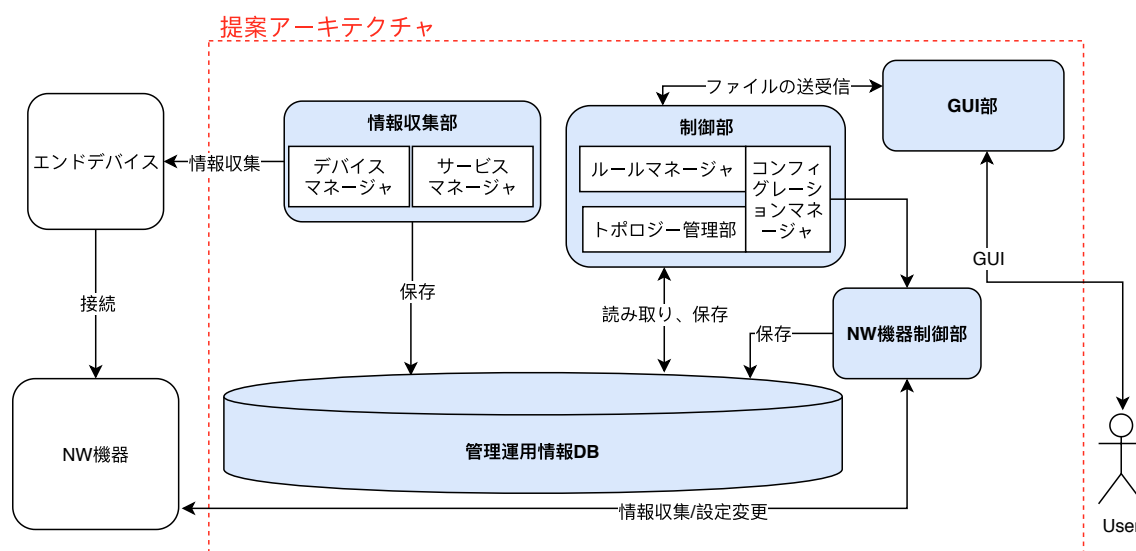 提案アーキテクチャ
ファイルの送受信
GUI部
情報収集部
制御部
エンドデバイス
情報収集
デバイス
マネージャ
サービス
マネージャ
ルールマネージャ
コンフィ
グレーシ
ョンマネ
ージャ
トポロジー管理部
GUI
接続
保存
読み取り、保存
保存
NW機器制御部
NW機器
管理運用情報DB
情報収集/設定変更
User